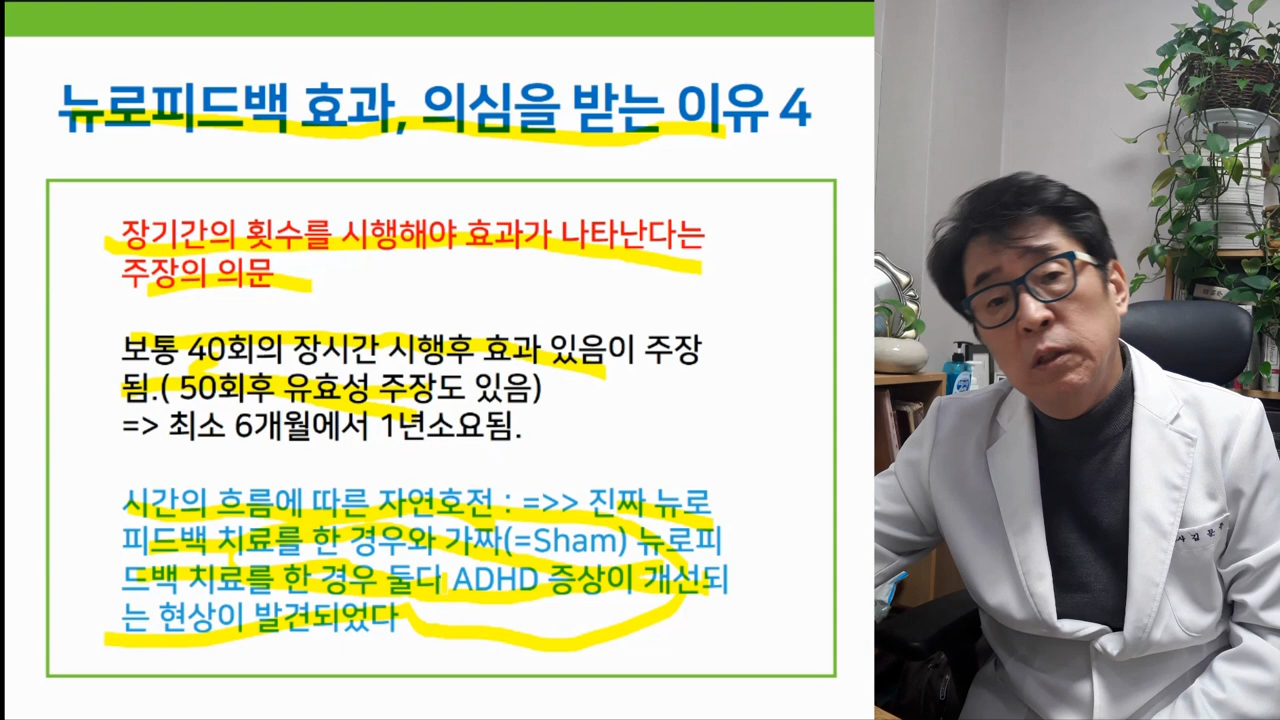 뉴로피드백 효과, 의심을 받는 이유 4
장기간의 횟수를 시행해야 효과가 나타난다는
주장의 의문
보통 40회의 장시간 시행후 효과 있음이 주장
됨.( 50회후 유효성 주장도 있음)
=> 최소 6개월에서 1년소요됨.
시간의 흐름에 따른 자연호전 : =>> 진짜 뉴로
피드백 치료를 한 경우와 가짜(=Sham) 뉴로피
드백 치료를 한 경우 둘다 ADHD 증상이 개선되
는 현상이 발견되었다